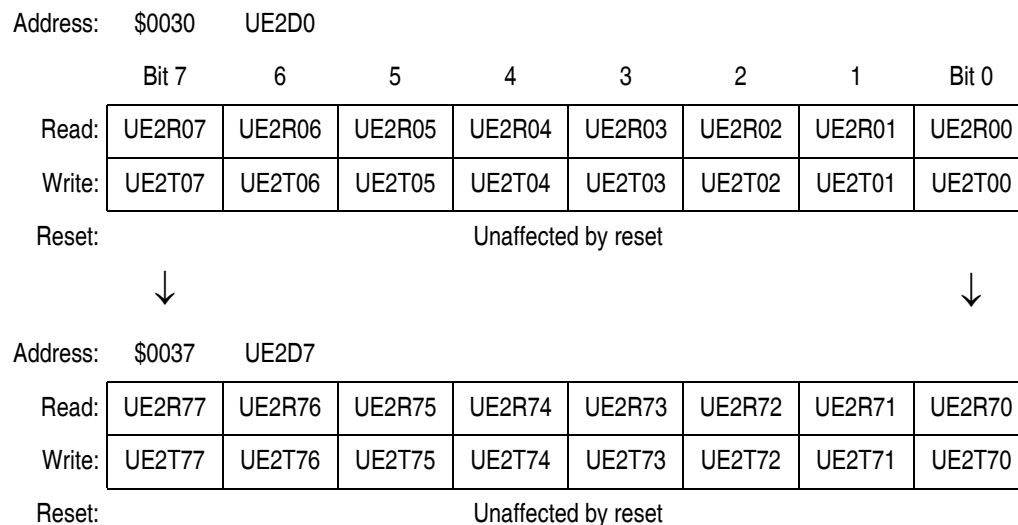 Address: $0030 UE2D0
Bit 7 6 5 4 3 2 1 Bit 0
Read: UE2R07 UE2R06 UE2R05 UE2R04 UE2R03 UE2R02 UE2R01 UE2R00
Write: UE2T07 UE2T06 UE2T05 UE2T04 UE2T03 UE2T02 UE2T01 UE2T00
Reset: Unaffected by reset
↓ ↓
Address: $0037 UE2D7
Read: UE2R77 UE2R76 UE2R75 UE2R74 UE2R73 UE2R72 UE2R71 UE2R70
Write: UE2T77 UE2T76 UE2T75 UE2T74 UE2T73 UE2T72 UE2T71 UE2T70
Reset: Unaffected by reset